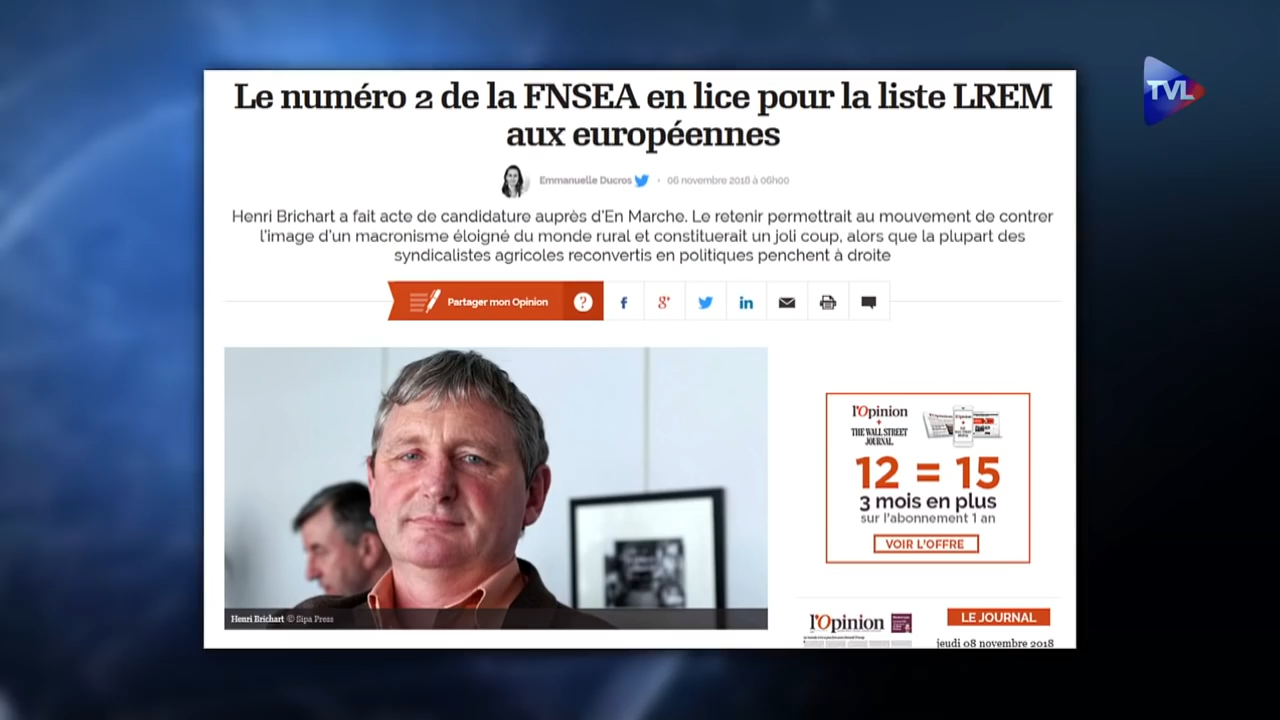 TVL
Le numéro 2 de la FNSEA en lice pour la liste LREM
aux européennes
Emmanuelle Ducros • 06 novembre 2018 à 06h00
Henri Brichart a fait acte de candidature auprès d'En Marche. Le retenir permettrait au mouvement de contrer
l'image d'un macronisme éloigné du monde rural et constituerait un joli coup, alors que la plupart des
syndicalistes agricoles reconvertis en politiques penchent à droite
Partager mon Opinion ?
Henri Brichart © Sipa Press
l'Opinion
+
THE WALL STREET
JOURNAL
12 = 15
3 mois en plus
sur l'abonnement 1 an
VOIR L'OFFRE
l'Opinion
LE JOURNAL
jeudi 08 novembre 2018